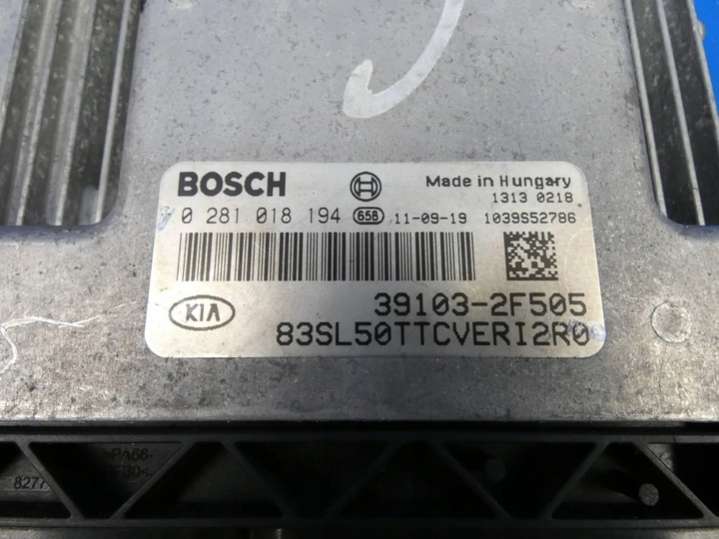 BOSCH
Made in Hungary
1313 0218
0 281 018 194 658 11-09-19 1039S52786
KIA
39103-2F505
83SL50TTCVERI2R0
8277